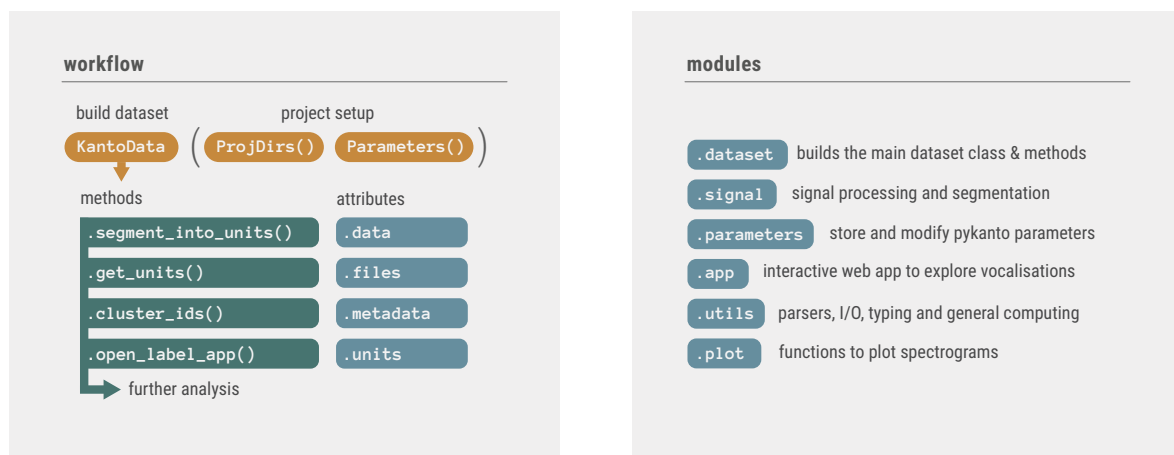 workflow
build dataset project setup
KantoData ( ProjDirs() Parameters() )
methods attributes
.segment_into_units() .data
.get_units() .files
.cluster_ids() .metadata
.open_label_app() .units
further analysis
modules
.dataset builds the main dataset class & methods
.signal signal processing and segmentation
.parameters store and modify pykanto parameters
.app interactive web app to explore vocalisations
.utils parsers, I/O, typing and general computing
.plot functions to plot spectrograms